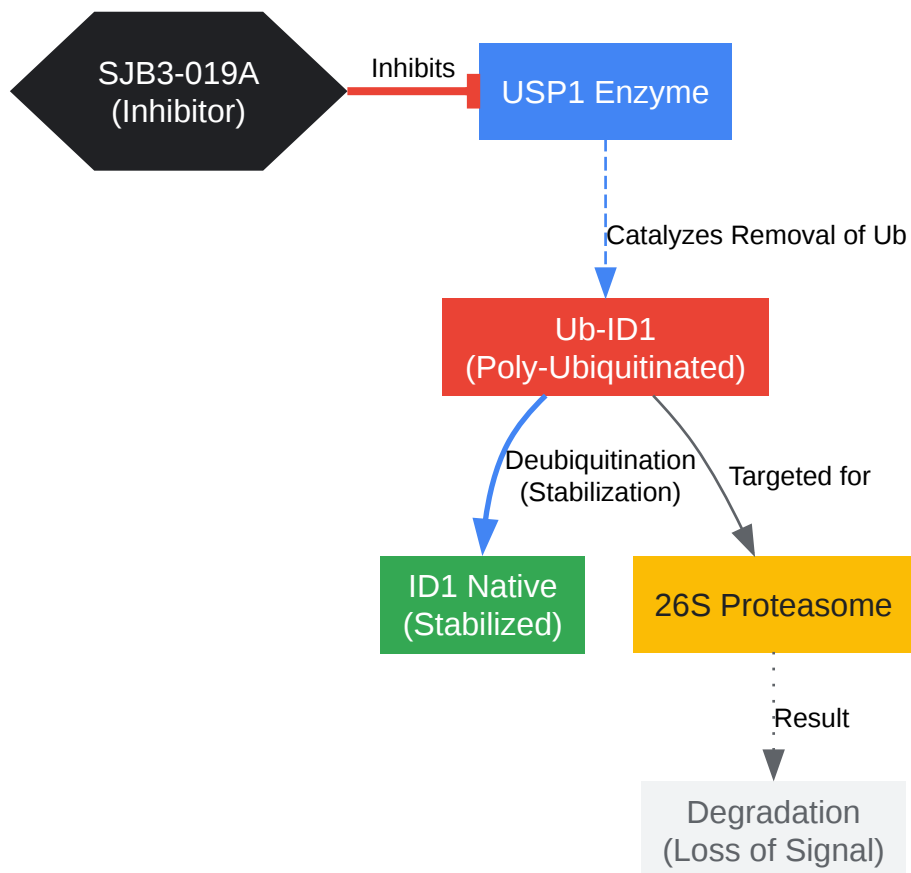 SJB3-019A
(Inhibitor)
Inhibits
USP1 Enzyme
Catalyzes Removal of Ub
Ub-ID1
(Poly-Ubiquitinated)
Deubiquitination
(Stabilization)
Targeted for
ID1 Native
(Stabilized)
26S Proteasome
Result
Degradation
(Loss of Signal)